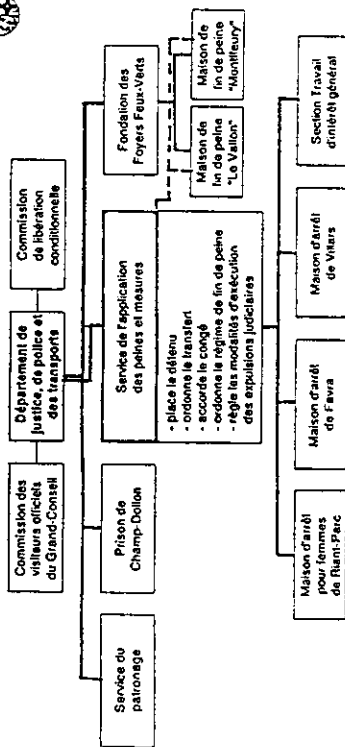 Commission des
visiteurs officiels
du Grand-Conseil
Département de
justice, de police et
des transports
Commission
de libération
conditionnelle
Service du
patronage
Prison de
Champ-Dollon
Service de l'application
des peines et mesures
- place le détenu
- ordonne le transfert
- accorde le congé
- ordonne le régime de fin de peine
- règle les modalités d'exécution
des expulsions judiciaires
Fondation des
Foyers Feux-Verts
Maison de
fin de peine
"Le Vallon"
Maison de
fin de peine
"Montfleury"
Maison d'arrêt
pour femmes
de Riant-Parc
Maison d'arrêt
de Favra
Maison d'arrêt
de Villars
Section Travail
d'intérêt général